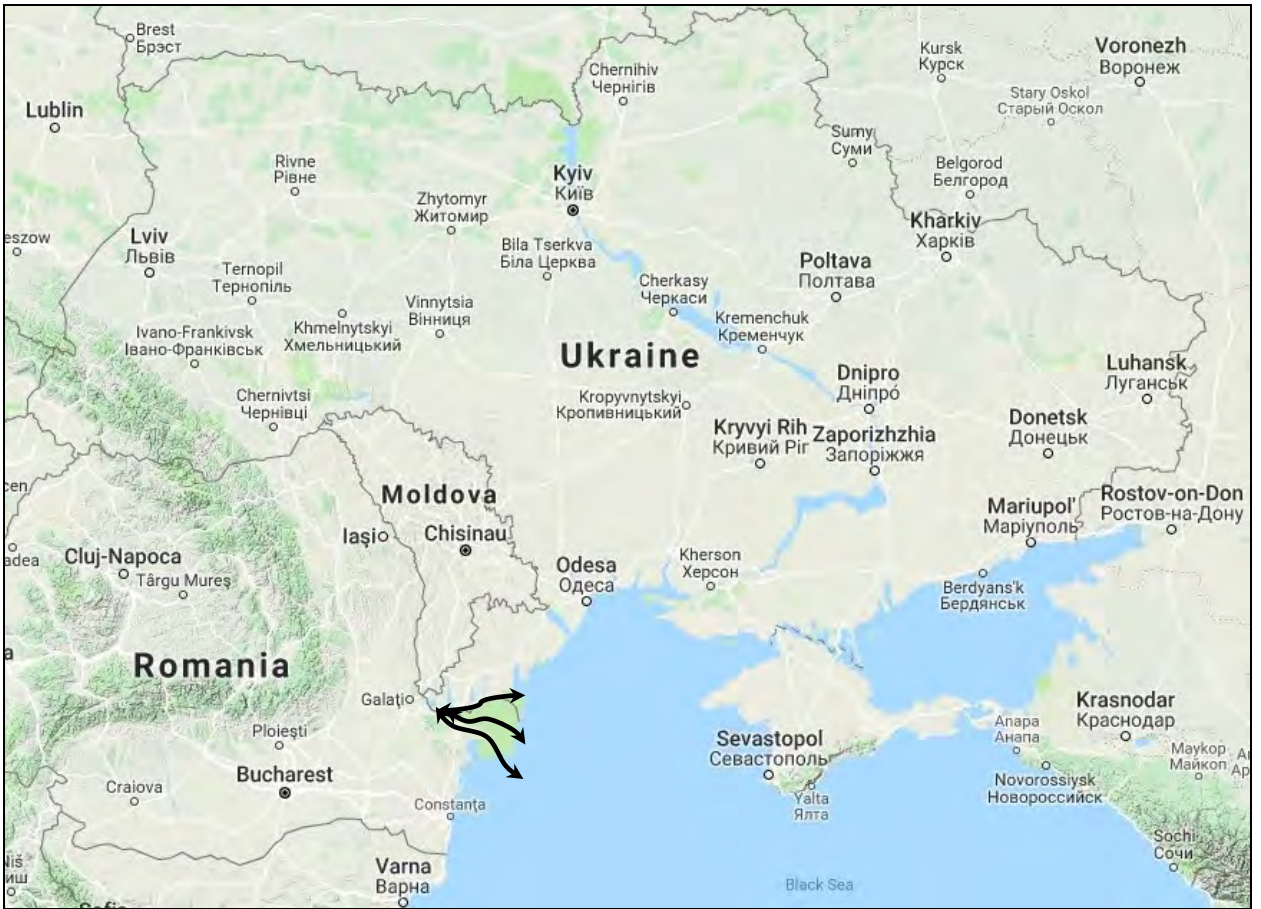 Brest
Брэст
Kursk
Курск
Voronezh
Воронеж
Chernihiv
Чернігів
Stary Oskol
Старый Оскол
Lublin
Sumy
Суми
Rivne
Рівне
Belgorod
Белгород
Kyiv
Київ
Zhytomyr
Житомир
Kharkiv
Харків
eszow
Lviv
Львів
Bila Tserkva
Біла Церква
Poltava
Полтава
Ternopil
Тернопіль
Cherkasy
Черкаси
Vinnytsia
Вінниця
Kremenchuk
Кременчук
Ivano-Frankivsk
Івано-Франківськ
Khmelnytskyi
Хмельницький
Ukraine
Luhansk
Луганськ
Dnipro
Дніпро́
Chernivtsi
Чернівці
Kropyvnytskyi
Кропивницький
Donetsk
Донецьк
Kryvyi Rih
Кривий Ріг
Zaporizhzhia
Запоріжжя
cen
Moldova
Mariupol'
Маріуполь
Rostov-on-Don
Ростов-на-Дону
Iaşi
Chisinau
adea
Cluj-Napoca
Târgu Mureş
Odesa
Одеса
Kherson
Херсон
Berdyans'k
Бердянськ
a
Romania
Galaţi
Krasnodar
Краснодар
Ploieşti
Anapa
Анапа
Sevastopol
Севастополь
Maykop
Майкоп
Bucharest
Craiova
Novorossiysk
Новороссийск
Constanţa
Yalta
Ялта
Sochi
Сочи
Niš
иш
Varna
Варна
Black Sea